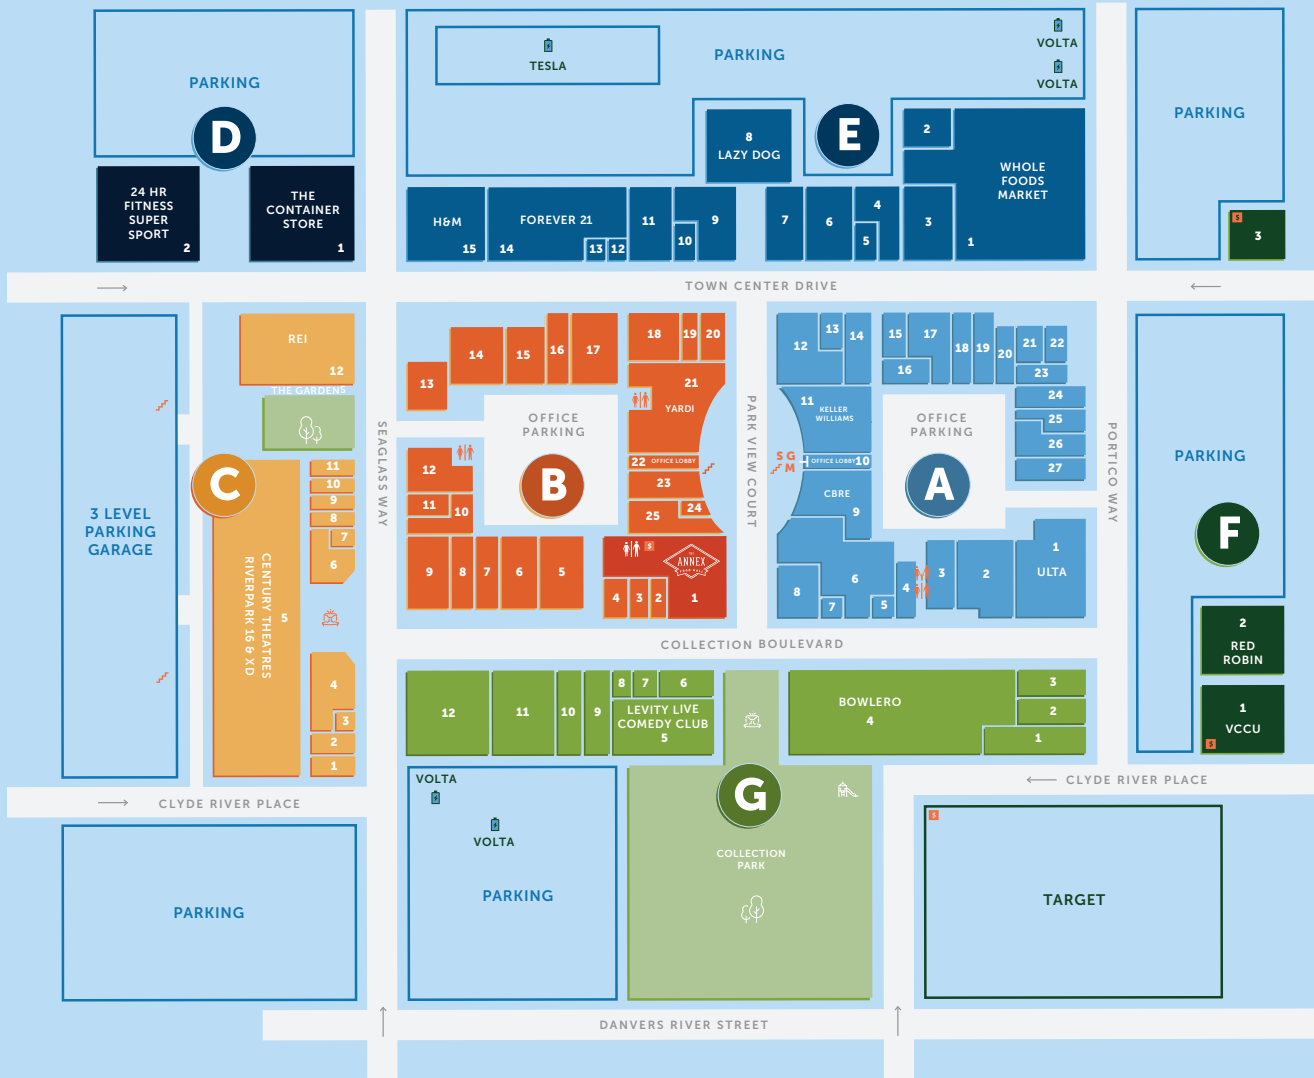 PARKING
D
24 HR
FITNESS
SUPER
SPORT
2
THE
CONTAINER
STORE
1
TESLA
PARKING
VOLTA
VOLTA
E
8
LAZY DOG
2
WHOLE
FOODS
MARKET
1
H&M
15
FOREVER 21
14
13
12
11
10
9
7
6
4
5
3
PARKING
$
3
TOWN CENTER DRIVE
3 LEVEL
PARKING
GARAGE
REI
12
THE GARDENS
C
CENTURY THEATRES
RIVERPARK 16 & XD
5
11
10
9
8
7
6
4
3
2
1
SEAGLASS WAY
13
14
15
16
17
18
19
20
21
YARDI
OFFICE
PARKING
B
12
11
10
22 OFFICE LOBBY
23
24
25
9
8
7
6
5
$
THE
ANNEX
FOOD HALL
4
3
2
1
PARK VIEW COURT
S G
M
12
13
14
15
17
16
18
19
20
21
22
23
11
KELLER
WILLIAMS
OFFICE LOBBY 10
CBRE
9
OFFICE
PARKING
A
24
25
26
27
8
7
6
5
4
3
2
1
ULTA
PORTICO WAY
PARKING
F
2
RED
ROBIN
1
VCCU
$
COLLECTION BOULEVARD
12
11
10
9
8
7
6
LEVITY LIVE
COMEDY CLUB
5
BOWLERO
4
3
2
1
G
COLLECTION
PARK
CLYDE RIVER PLACE
CLYDE RIVER PLACE
PARKING
VOLTA
VOLTA
PARKING
$
TARGET
DANVERS RIVER STREET